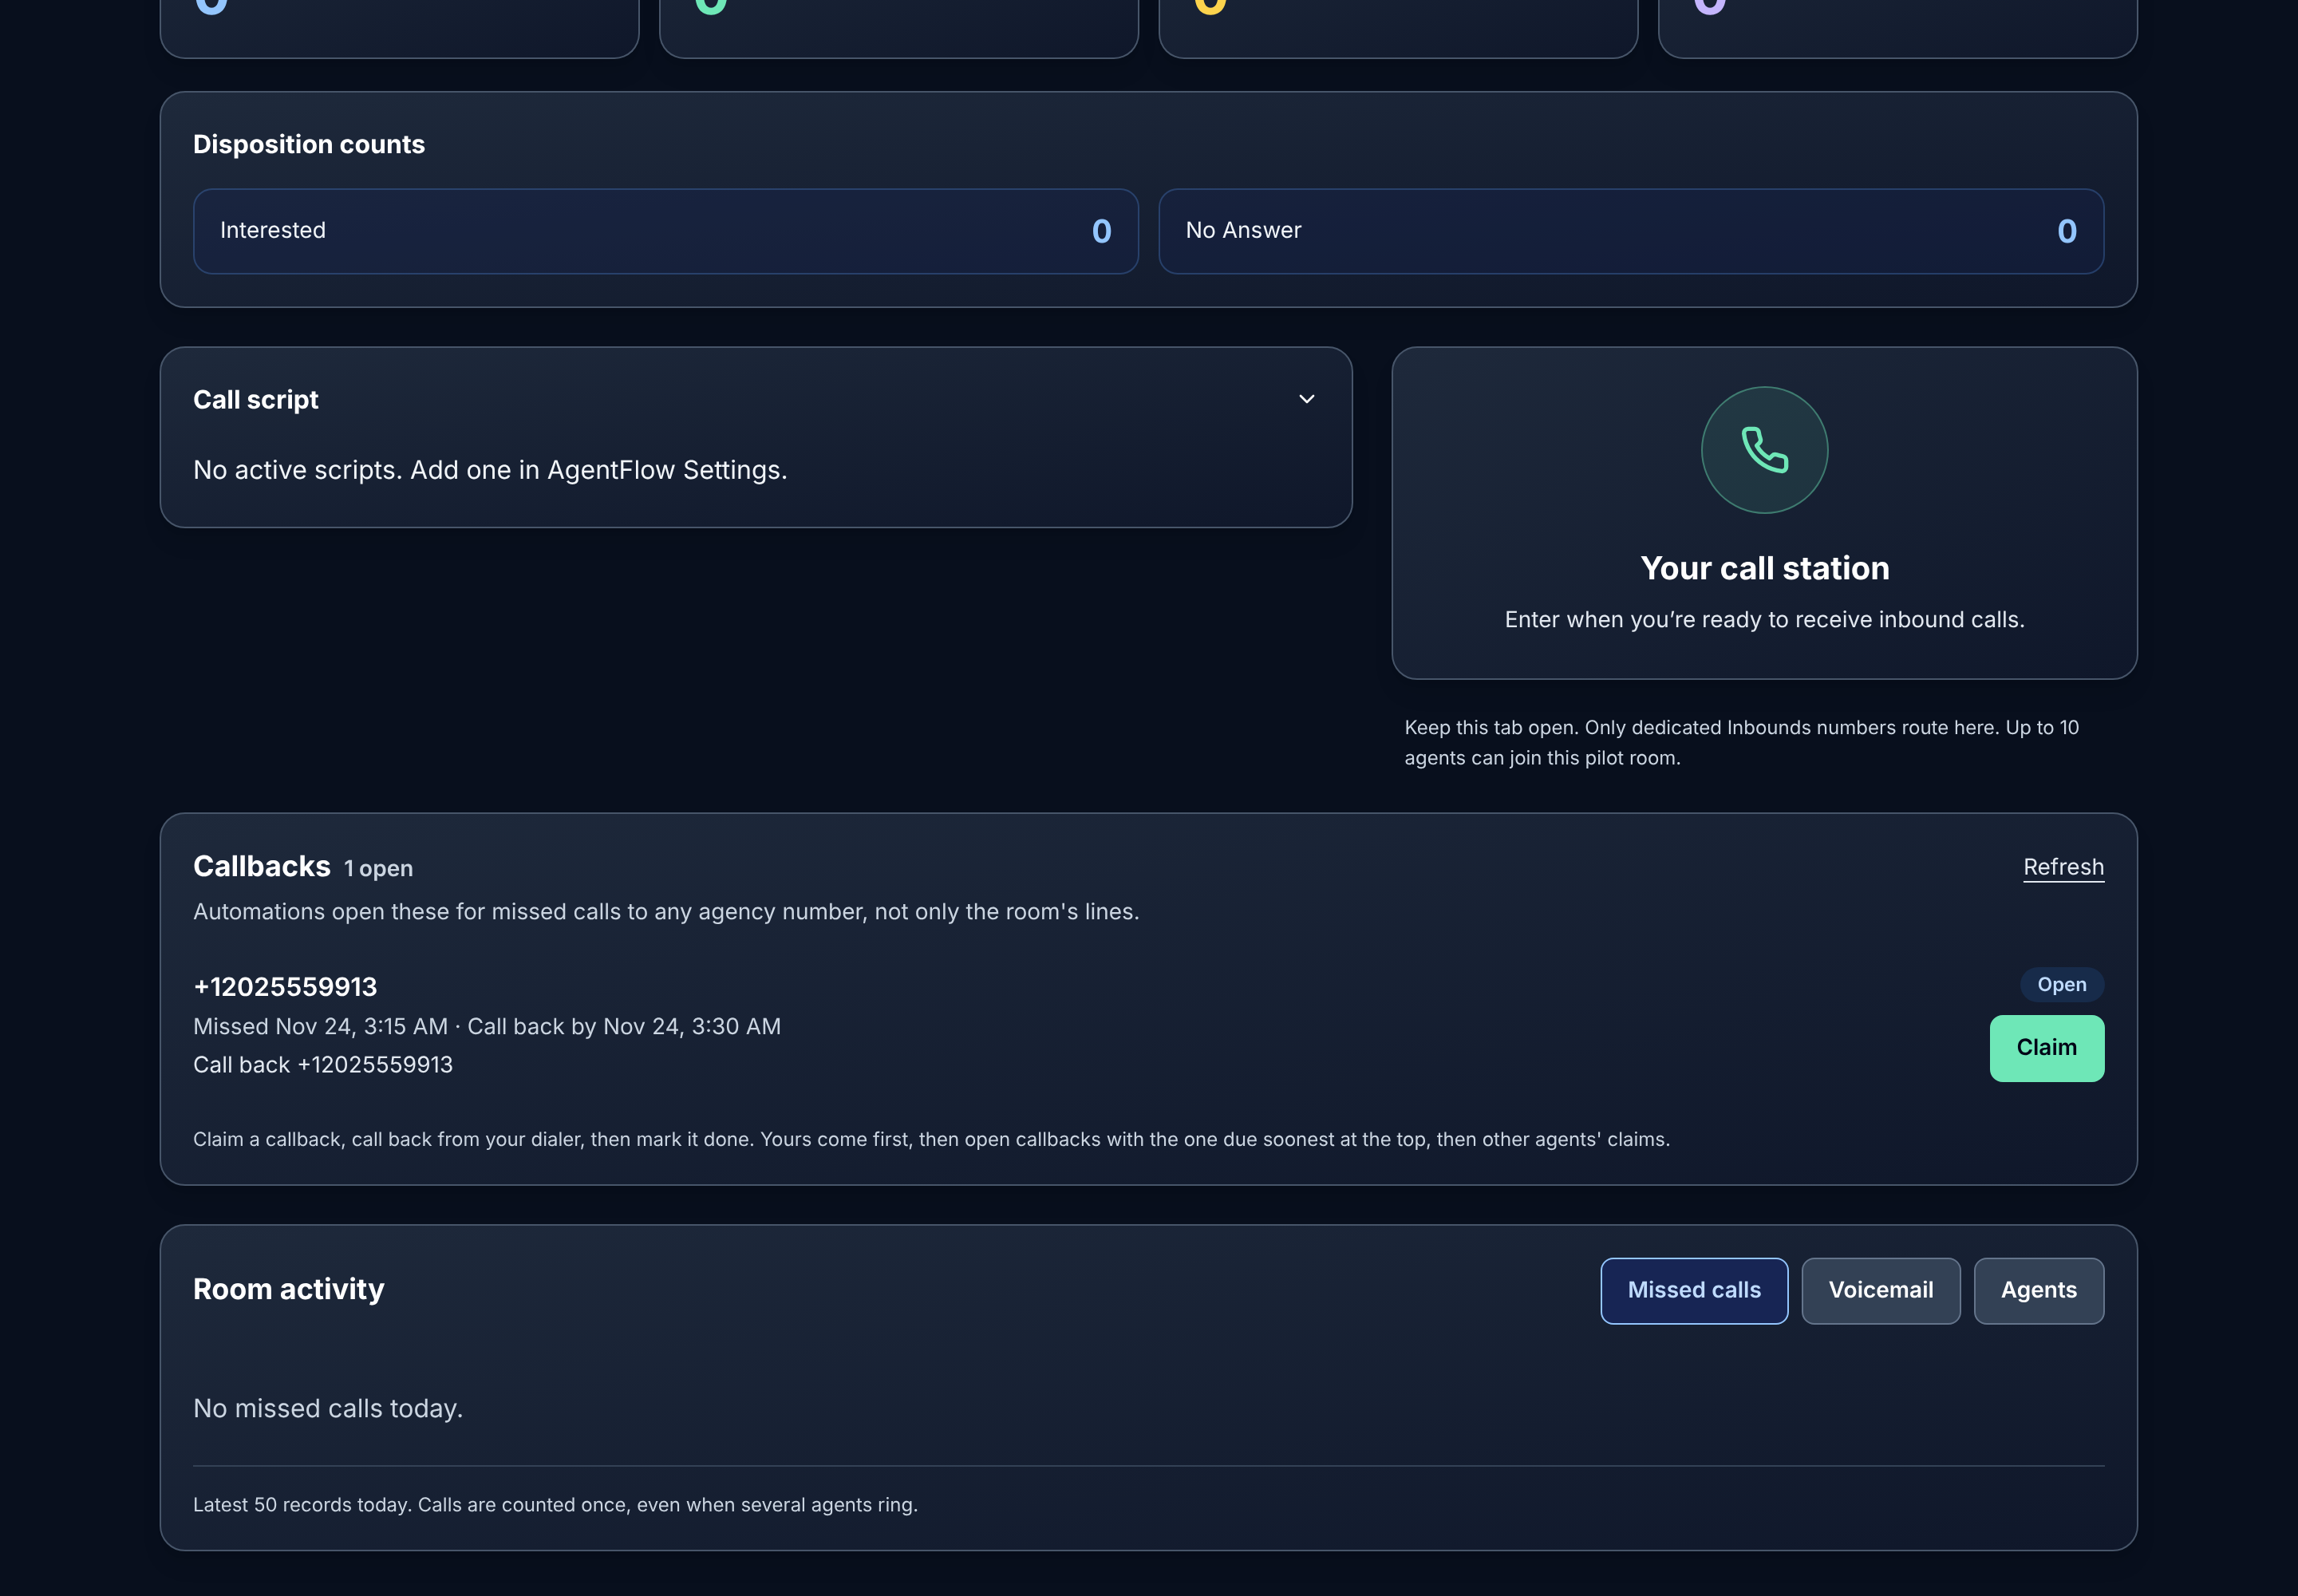 Disposition counts
Interested 0
No Answer 0
Call script
No active scripts. Add one in AgentFlow Settings.
Your call station
Enter when you’re ready to receive inbound calls.
Keep this tab open. Only dedicated Inbounds numbers route here. Up to 10
agents can join this pilot room.
Callbacks 1 open
Refresh
Automations open these for missed calls to any agency number, not only the room's lines.
+12025559913
Open
Missed Nov 24, 3:15 AM · Call back by Nov 24, 3:30 AM
Claim
Call back +12025559913
Claim a callback, call back from your dialer, then mark it done. Yours come first, then open callbacks with the one due soonest at the top, then other agents' claims.
Room activity
Missed calls
Voicemail
Agents
No missed calls today.
Latest 50 records today. Calls are counted once, even when several agents ring.